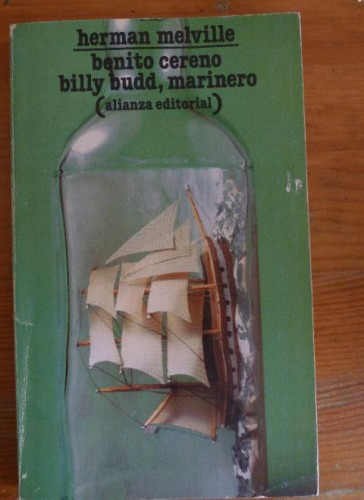 herman melville
benito cereno
billy budd, marinero
(alianza editorial)